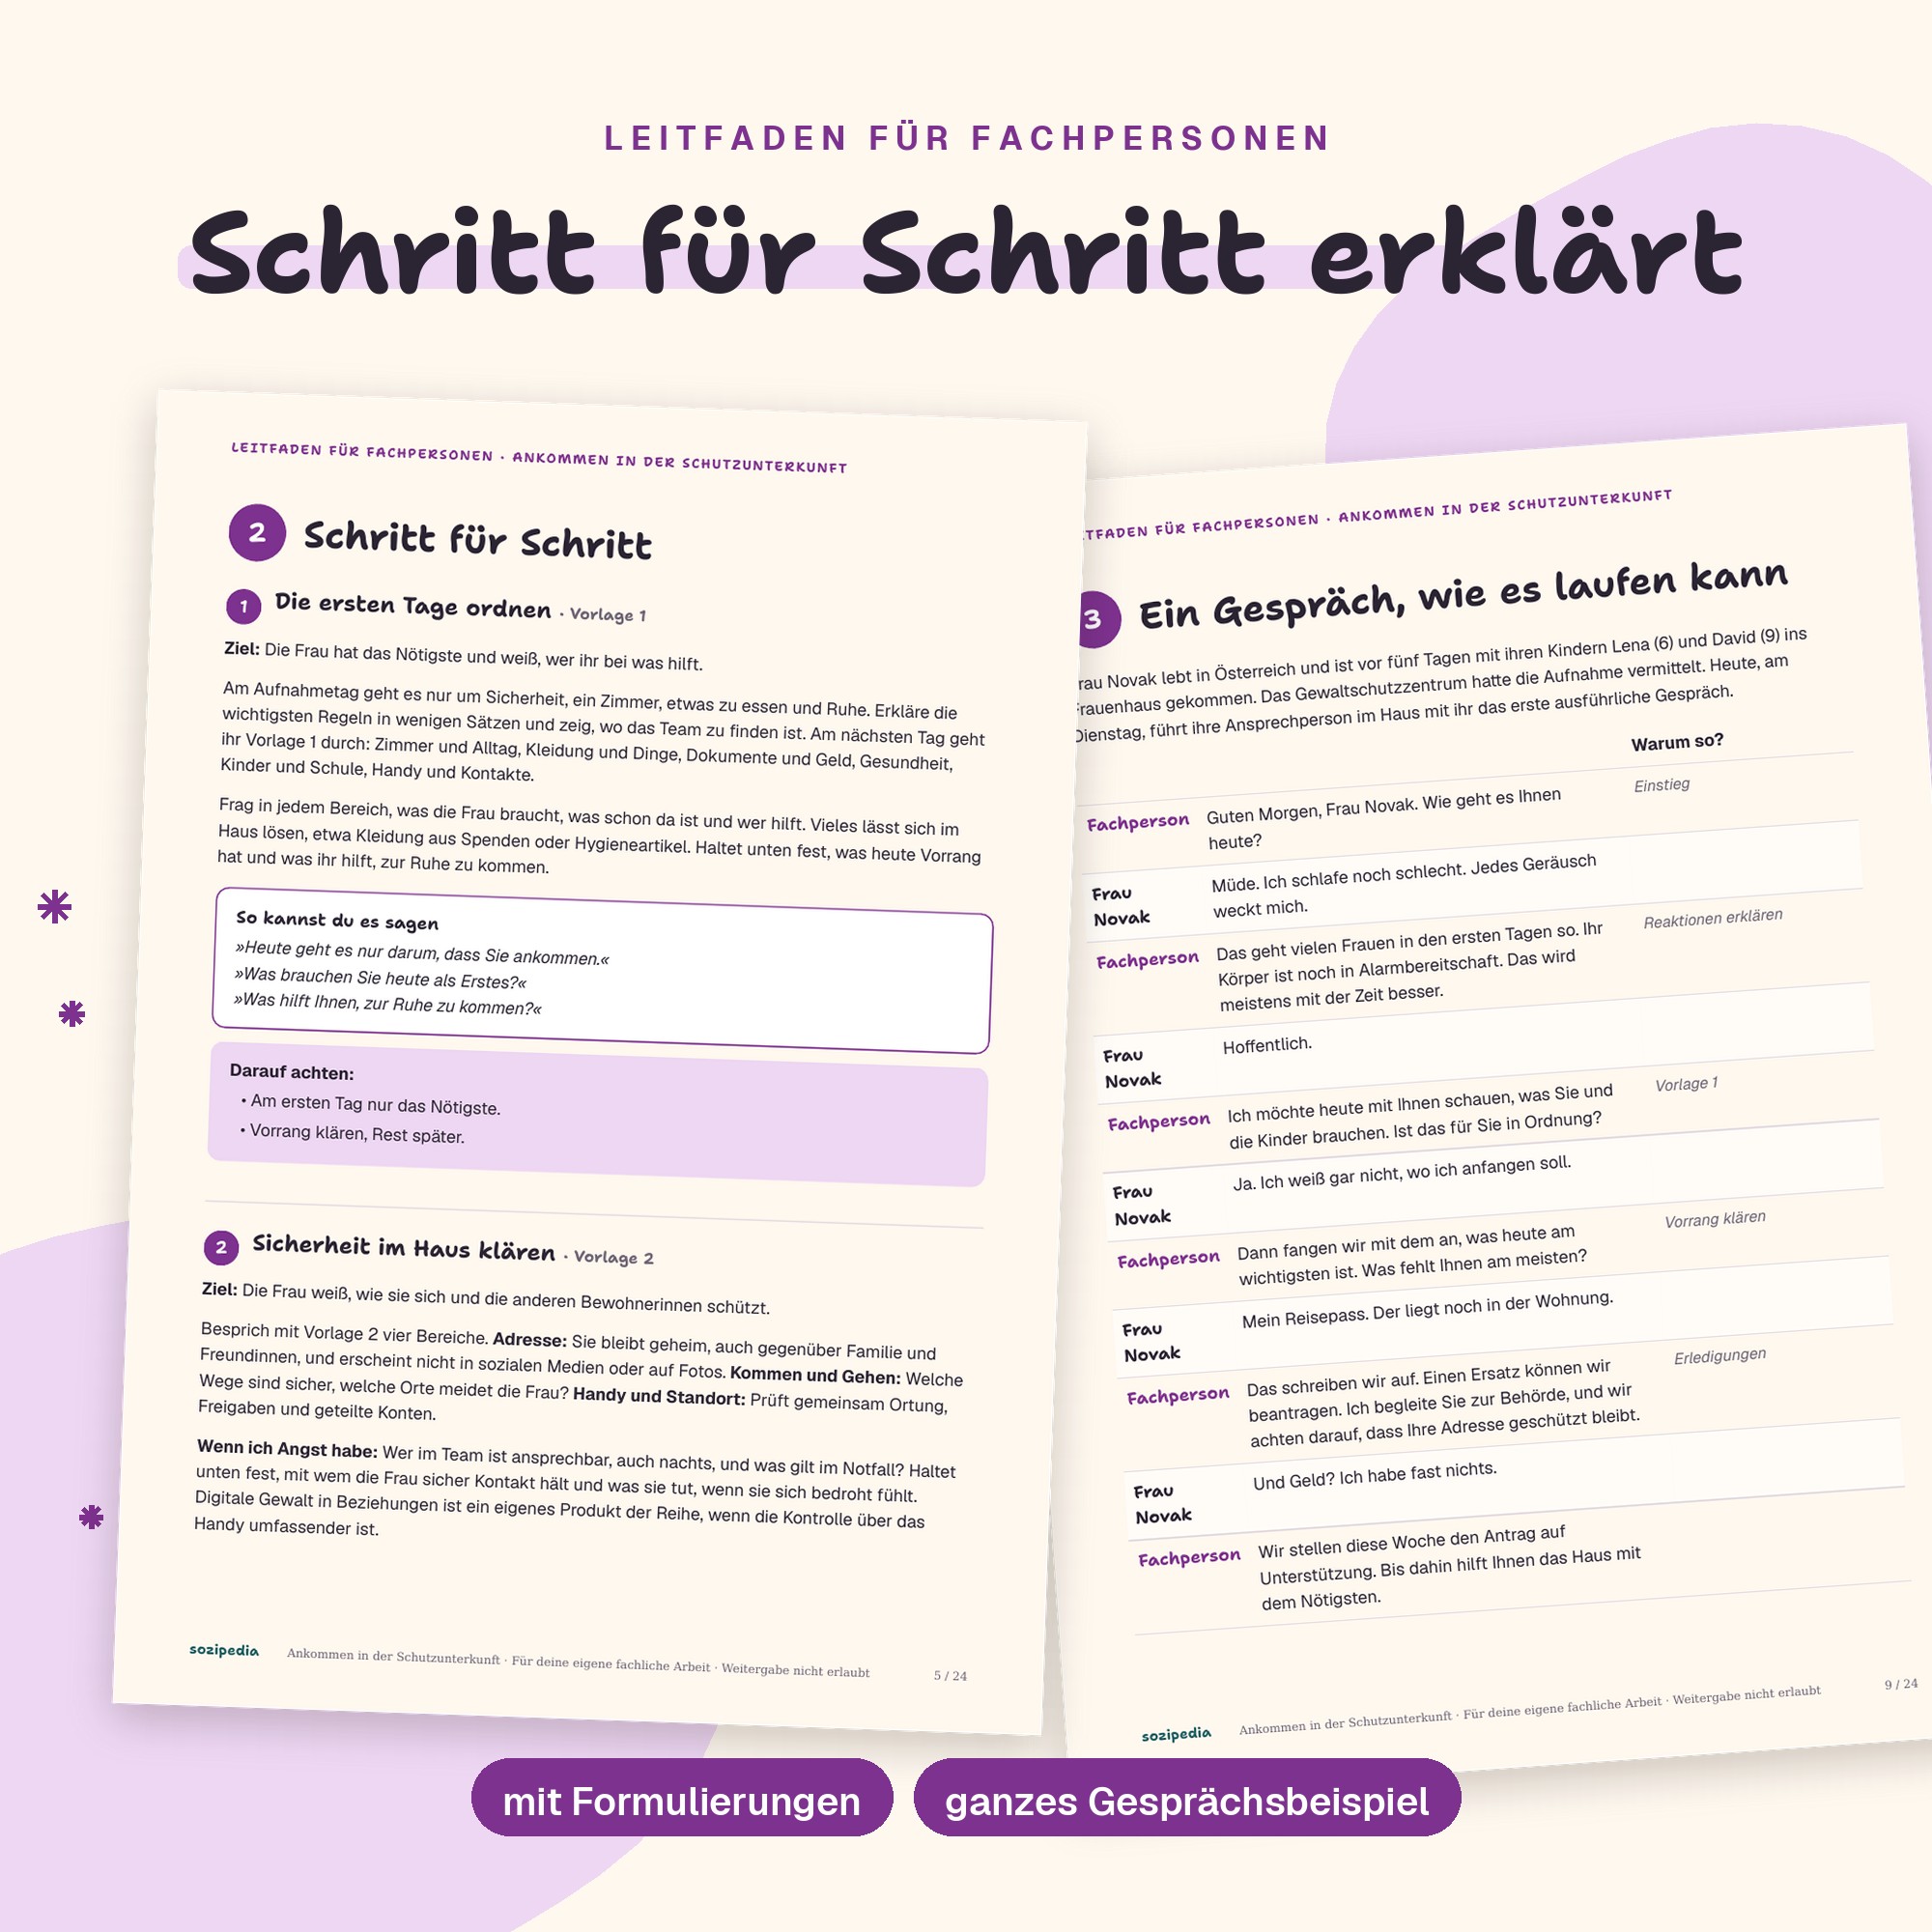 LEITFADEN FÜR FACHPERSONEN
Schritt für Schritt erklärt
LEITFADEN FÜR FACHPERSONEN · ANKOMMEN IN DER SCHUTZUNTERKUNFT
2 Schritt für Schritt
1 Die ersten Tage ordnen · Vorlage 1
Ziel: Die Frau hat das Nötigste und weiß, wer ihr bei was hilft.
Am Aufnahmetag geht es nur um Sicherheit, ein Zimmer, etwas zu essen und Ruhe. Erkläre die
wichtigsten Regeln in wenigen Sätzen und zeig, wo das Team zu finden ist. Am nächsten Tag geht
ihr Vorlage 1 durch: Zimmer und Alltag, Kleidung und Dinge, Dokumente und Geld, Gesundheit,
Kinder und Schule, Handy und Kontakte.
Frag in jedem Bereich, was die Frau braucht, was schon da ist und wer hilft. Vieles lässt sich im
Haus lösen, etwa Kleidung aus Spenden oder Hygieneartikel. Haltet unten fest, was heute Vorrang
hat und was ihr hilft, zur Ruhe zu kommen.
So kannst du es sagen
»Heute geht es nur darum, dass Sie ankommen.«
»Was brauchen Sie heute als Erstes?«
»Was hilft Ihnen, zur Ruhe zu kommen?«
Darauf achten:
• Am ersten Tag nur das Nötigste.
• Vorrang klären, Rest später.
2 Sicherheit im Haus klären · Vorlage 2
Ziel: Die Frau weiß, wie sie sich und die anderen Bewohnerinnen schützt.
Besprich mit Vorlage 2 vier Bereiche. Adresse: Sie bleibt geheim, auch gegenüber Familie und
Freundinnen, und erscheint nicht in sozialen Medien oder auf Fotos. Kommen und Gehen: Welche
Wege sind sicher, welche Orte meidet die Frau? Handy und Standort: Prüft gemeinsam Ortung,
Freigaben und geteilte Konten.
Wenn ich Angst habe: Wer im Team ist ansprechbar, auch nachts, und was gilt im Notfall? Haltet
unten fest, mit wem die Frau sicher Kontakt hält und was sie tut, wenn sie sich bedroht fühlt.
Digitale Gewalt in Beziehungen ist ein eigenes Produkt der Reihe, wenn die Kontrolle über das
Handy umfassender ist.
sozipedia Ankommen in der Schutzunterkunft · Für deine eigene fachliche Arbeit · Weitergabe nicht erlaubt 5 / 24
TFADEN FÜR FACHPERSONEN · ANKOMMEN IN DER SCHUTZUNTERKUNFT
3 Ein Gespräch, wie es laufen kann
rau Novak lebt in Österreich und ist vor fünf Tagen mit ihren Kindern Lena (6) und David (9) ins
Frauenhaus gekommen. Das Gewaltschutzzentrum hatte die Aufnahme vermittelt. Heute, am
Dienstag, führt ihre Ansprechperson im Haus mit ihr das erste ausführliche Gespräch.
Warum so?
Fachperson Guten Morgen, Frau Novak. Wie geht es Ihnen Einstieg
heute?
Frau Müde. Ich schlafe noch schlecht. Jedes Geräusch
Novak weckt mich.
Fachperson Das geht vielen Frauen in den ersten Tagen so. Ihr Reaktionen erklären
Körper ist noch in Alarmbereitschaft. Das wird
meistens mit der Zeit besser.
Frau Hoffentlich.
Novak
Fachperson Ich möchte heute mit Ihnen schauen, was Sie und Vorlage 1
die Kinder brauchen. Ist das für Sie in Ordnung?
Frau Ja. Ich weiß gar nicht, wo ich anfangen soll.
Novak
Fachperson Dann fangen wir mit dem an, was heute am Vorrang klären
wichtigsten ist. Was fehlt Ihnen am meisten?
Frau Mein Reisepass. Der liegt noch in der Wohnung.
Novak
Fachperson Das schreiben wir auf. Einen Ersatz können wir Erledigungen
beantragen. Ich begleite Sie zur Behörde, und wir
achten darauf, dass Ihre Adresse geschützt bleibt.
Frau Und Geld? Ich habe fast nichts.
Novak
Fachperson Wir stellen diese Woche den Antrag auf
Unterstützung. Bis dahin hilft Ihnen das Haus mit
dem Nötigsten.
sozipedia Ankommen in der Schutzunterkunft · Für deine eigene fachliche Arbeit · Weitergabe nicht erlaubt 9 / 24
mit Formulierungen
ganzes Gesprächsbeispiel